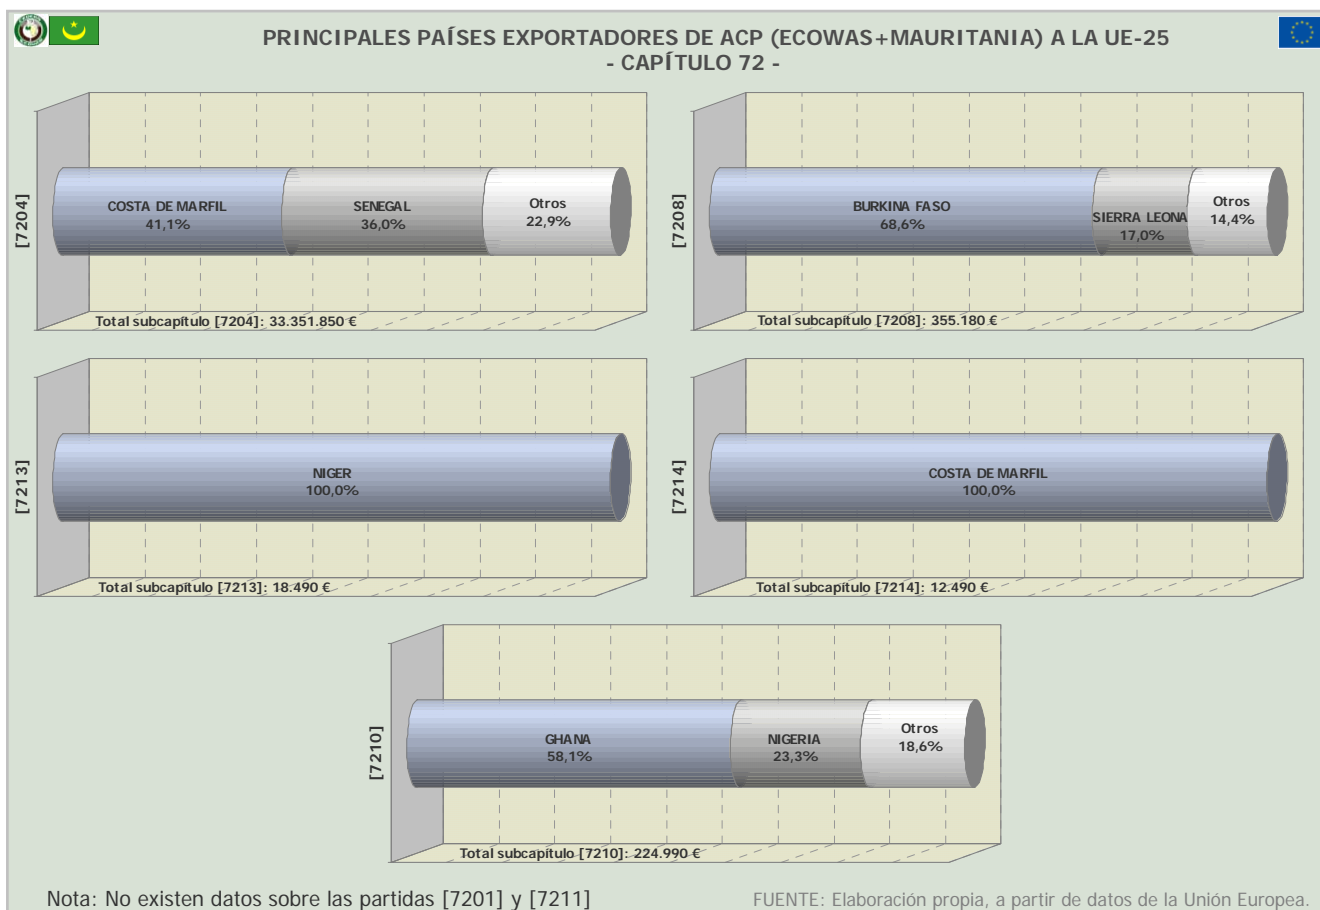 PRINCIPALES PAÍSES EXPORTADORES DE ACP (ECOWAS+MAURITANIA) A LA UE-25
- CAPÍTULO 72 -
[7204]
COSTA DE MARFIL
41,1%
SENEGAL
36,0%
Otros
22,9%
Total subcapítulo [7204]: 33.351.850 €
[7208]
BURKINA FASO
68,6%
SIERRA LEONA
17,0%
Otros
14,4%
Total subcapítulo [7208]: 355.180 €
[7213]
NIGER
100,0%
Total subcapítulo [7213]: 18.490 €
[7214]
COSTA DE MARFIL
100,0%
Total subcapítulo [7214]: 12.490 €
[7210]
GHANA
58,1%
NIGERIA
23,3%
Otros
18,6%
Total subcapítulo [7210]: 224.990 €
Nota: No existen datos sobre las partidas [7201] y [7211]
FUENTE: Elaboración propia, a partir de datos de la Unión Europea.